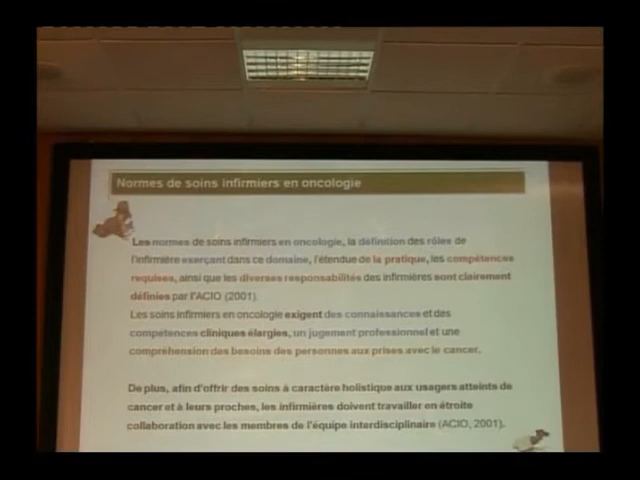 Normes de soins infirmiers en oncologie
Les normes de soins infirmiers en oncologie, la définition des rôles de
l'infirmière exerçant dans ce domaine, l'étendue de la pratique, les compétences
requises, ainsi que les diverses responsabilités des infirmières sont clairement
définies par l'ACIO (2001).
Les soins infirmiers en oncologie exigent des connaissances et des
compétences cliniques élargies, un jugement professionnel et une
compréhension des besoins des personnes aux prises avec le cancer.
De plus, afin d'offrir des soins à caractère holistique aux usagers atteints de
cancer et à leurs proches, les infirmières doivent travailler en étroite
collaboration avec les membres de l'équipe interdisciplinaire (ACIO, 2001).